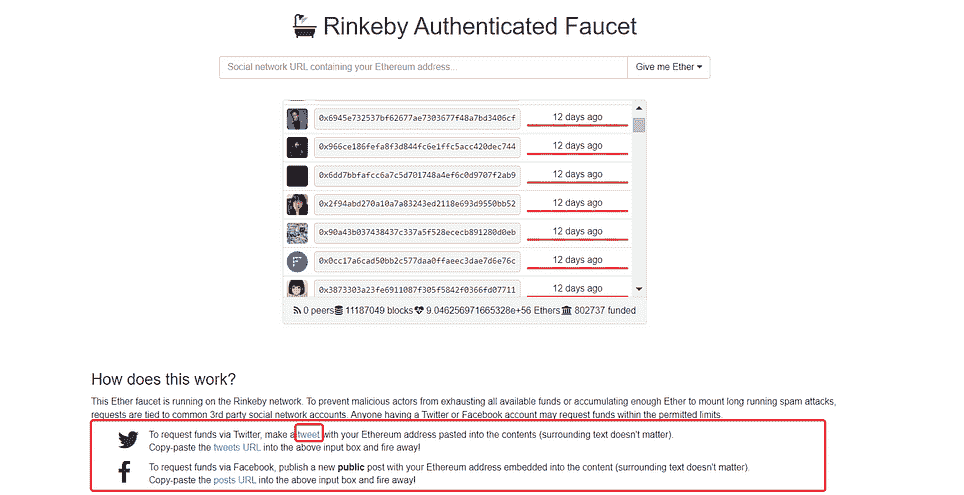 Rinkeby Authenticated Faucet
Social network URL containing your Ethereum address...
Give me Ether
0x6945e732537bf62677ae7303677f48a7bd3406cf 12 days ago
0x966ce186fefa8f3d844fc6e1ffc5acc420dec744 12 days ago
0x6dd7bbfafcc6a7c5d701748a4ef6c0d9707f2ab9 12 days ago
0x2f94abd270a10a7a83243ed2118e693d9550bb52 12 days ago
0x90a43b037438437c337a5f528ececb891280d0eb 12 days ago
F 0x0cc17a6cad50bb2c577daa0ffaeec3dae7d6e76c 12 days ago
0x3873303a23fe6911087f305f5842f0366fd07711 12 days ago
0 peers 11187049 blocks 9.046256971665328e+56 Ethers 802737 funded
How does this work?
This Ether faucet is running on the Rinkeby network. To prevent malicious actors from exhausting all available funds or accumulating enough Ether to mount long running spam attacks,
requests are tied to common 3rd party social network accounts. Anyone having a Twitter or Facebook account may request funds within the permitted limits.
To request funds via Twitter, make a tweet with your Ethereum address pasted into the contents (surrounding text doesn't matter).
Copy-paste the tweets URL into the above input box and fire away!
To request funds via Facebook, publish a new public post with your Ethereum address embedded into the content (surrounding text doesn't matter).
Copy-paste the posts URL into the above input box and fire away!